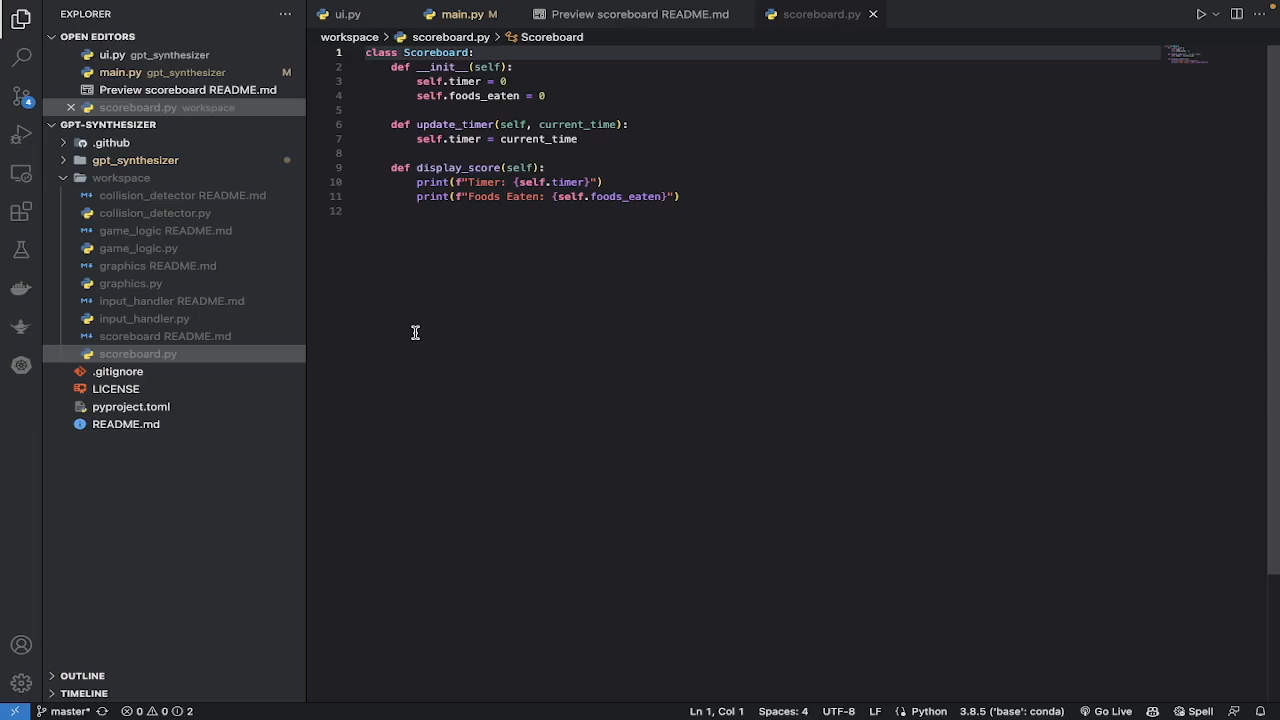 EXPLORER
OPEN EDITORS
ui.py gpt_synthesizer
main.py gpt_synthesizer M
Preview scoreboard README.md
scoreboard.py workspace
GPT-SYNTHESIZER
.github
gpt_synthesizer
workspace
collision_detector README.md
collision_detector.py
game_logic README.md
game_logic.py
graphics README.md
graphics.py
input_handler README.md
input_handler.py
scoreboard README.md
scoreboard.py
.gitignore
LICENSE
pyproject.toml
README.md
OUTLINE
TIMELINE
4
ui.py main.py M Preview scoreboard README.md scoreboard.py
workspace > scoreboard.py > Scoreboard
1 class Scoreboard:
2 def __init__(self):
3 self.timer = 0
4 self.foods_eaten = 0
5
6 def update_timer(self, current_time):
7 self.timer = current_time
8
9 def display_score(self):
10 print(f"Timer: {self.timer}")
11 print(f"Foods Eaten: {self.foods_eaten}")
12
master* 0 0 2 Ln 1, Col 1 Spaces: 4 UTF-8 LF Python 3.8.5 ('base': conda) Go Live Spell